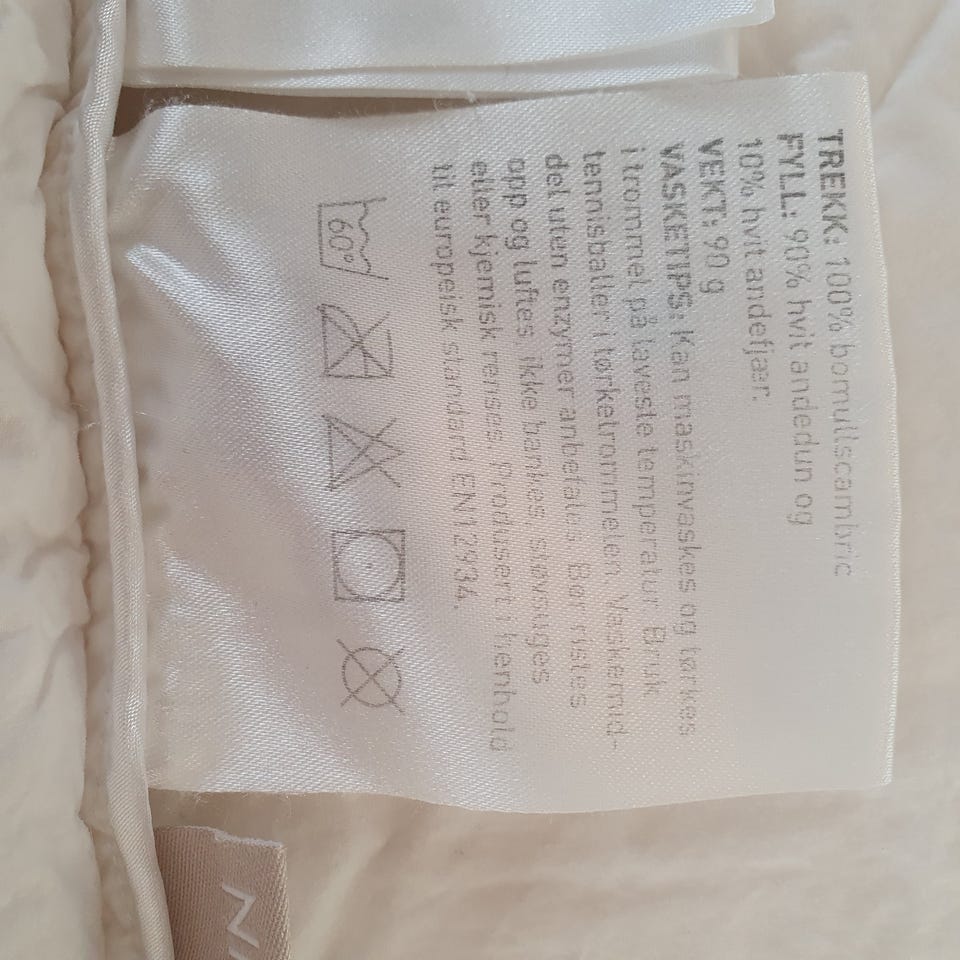 TREKK: 100% bomullscambric
FYLL: 90% hvit andedun og
10% hvit andefjær.
VEKT: 90 g
VASKETIPS: Kan maskinvaskes og tørkes
i trommel på laveste temperatur. Bruk
tennisballer i tørketrommelen. Vaskemid-
del uten enzymer anbefales. Bør ristes
opp og luftes, ikke bankes, støvsuges
eller kjemisk renses. Produsert i henhold
til europeisk standard EN12934.
60°